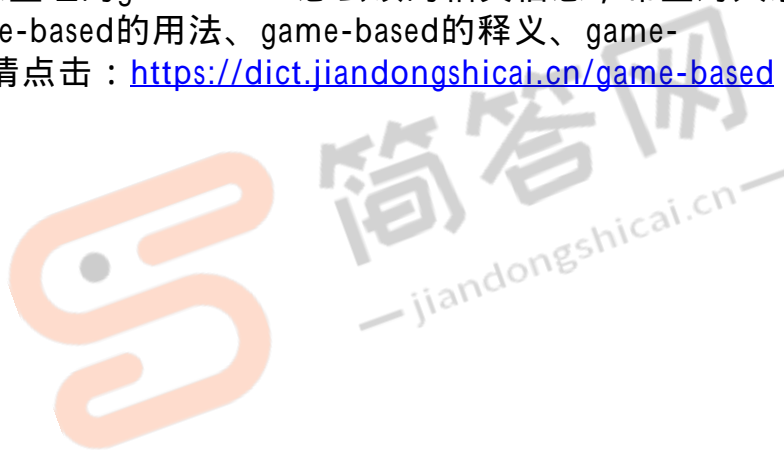 me-based的用法、game-based的释义、game-
请点击：https://dict.jiandongshicai.cn/game-based
简答网
jiandongshicai.cn